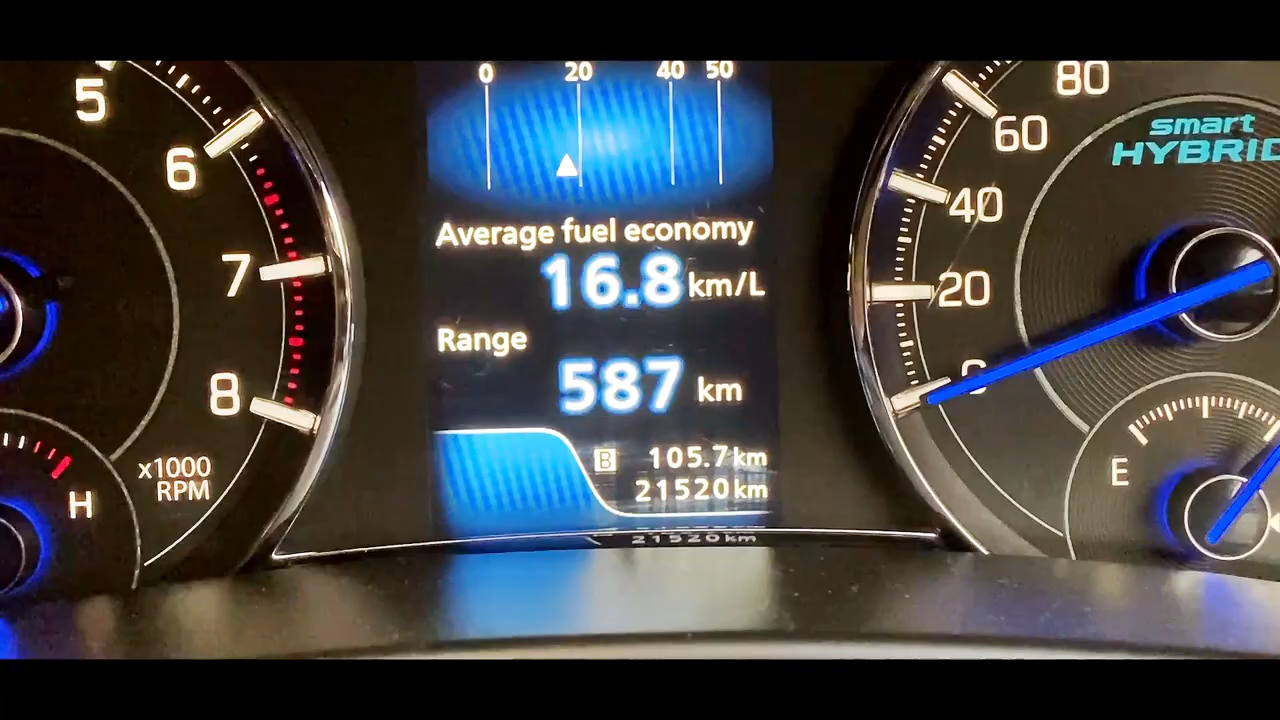 5
6
7
8
x1000
RPM
H
0 20 40 50
Average fuel economy
16.8 km/L
Range
587 km
B 105.7 km
21520 km
21520 km
80
60
40
20
smart
HYBRID
E